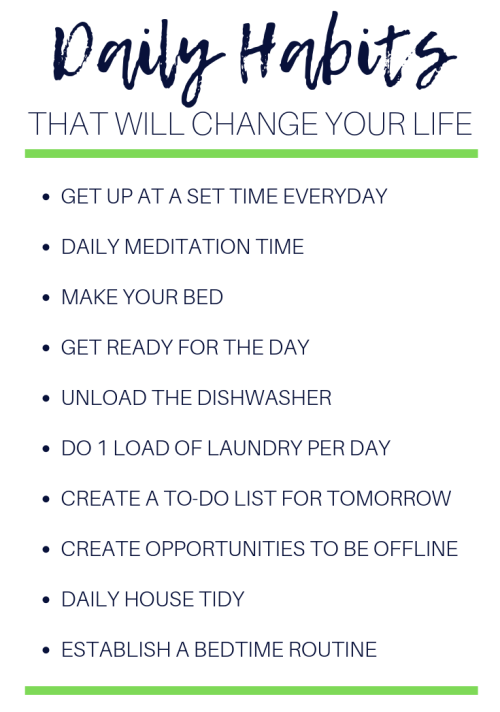 Daily Habits
THAT WILL CHANGE YOUR LIFE
• GET UP AT A SET TIME EVERYDAY
• DAILY MEDITATION TIME
• MAKE YOUR BED
• GET READY FOR THE DAY
• UNLOAD THE DISHWASHER
• DO 1 LOAD OF LAUNDRY PER DAY
• CREATE A TO-DO LIST FOR TOMORROW
• CREATE OPPORTUNITIES TO BE OFFLINE
• DAILY HOUSE TIDY
• ESTABLISH A BEDTIME ROUTINE